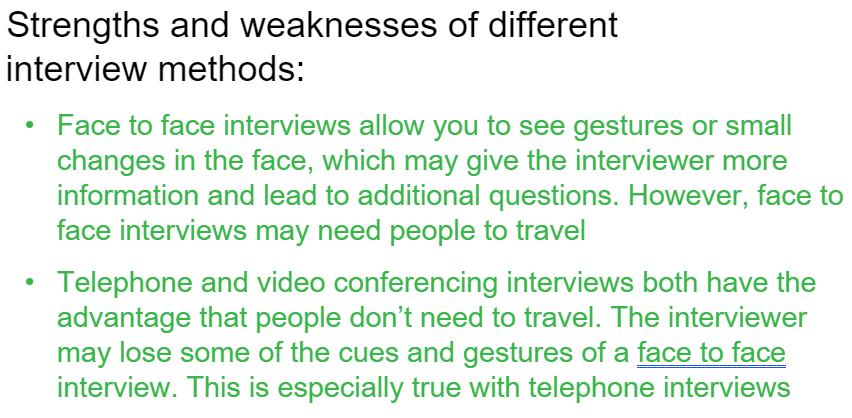 Strengths and weaknesses of different
interview methods:
• Face to face interviews allow you to see gestures or small
changes in the face, which may give the interviewer more
information and lead to additional questions. However, face to
face interviews may need people to travel
• Telephone and video conferencing interviews both have the
advantage that people don’t need to travel. The interviewer
may lose some of the cues and gestures of a face to face
interview. This is especially true with telephone interviews